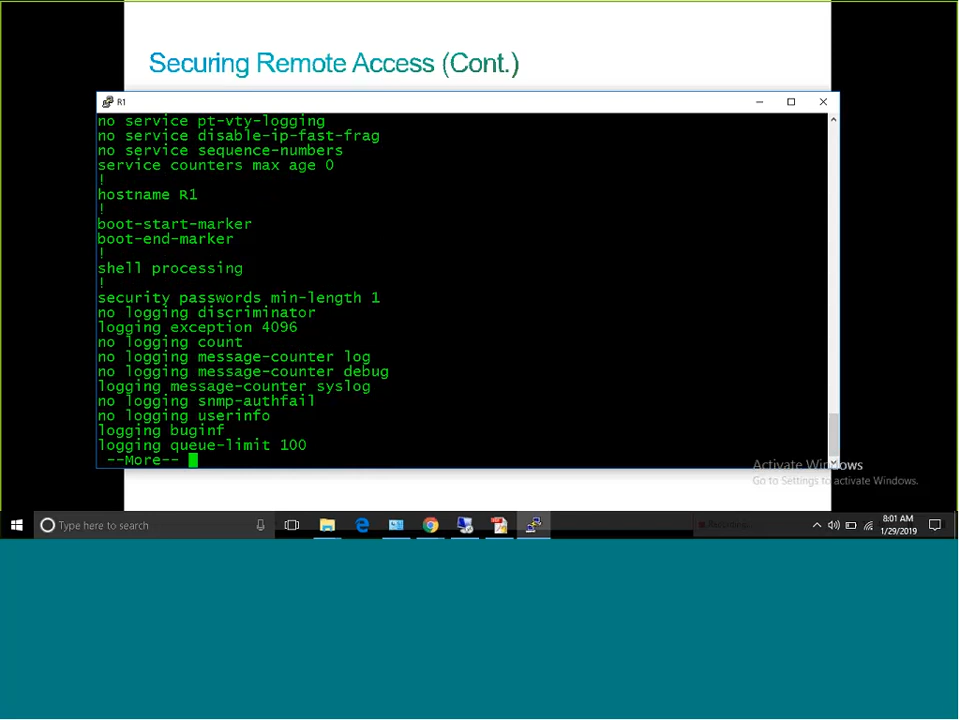 Securing Remote Access (Cont.)
R1
no service pt-vty-logging
no service disable-ip-fast-frag
no service sequence-numbers
service counters max age 0
!
hostname R1
!
boot-start-marker
boot-end-marker
!
shell processing
!
security passwords min-length 1
no logging discriminator
logging exception 4096
no logging count
no logging message-counter log
no logging message-counter debug
logging message-counter syslog
no logging snmp-authfail
no logging userinfo
logging buginf
logging queue-limit 100
--More--
Activate Windows
Go to Settings to activate Windows.
Type here to search
Recording...
8:01 AM
1/29/2019